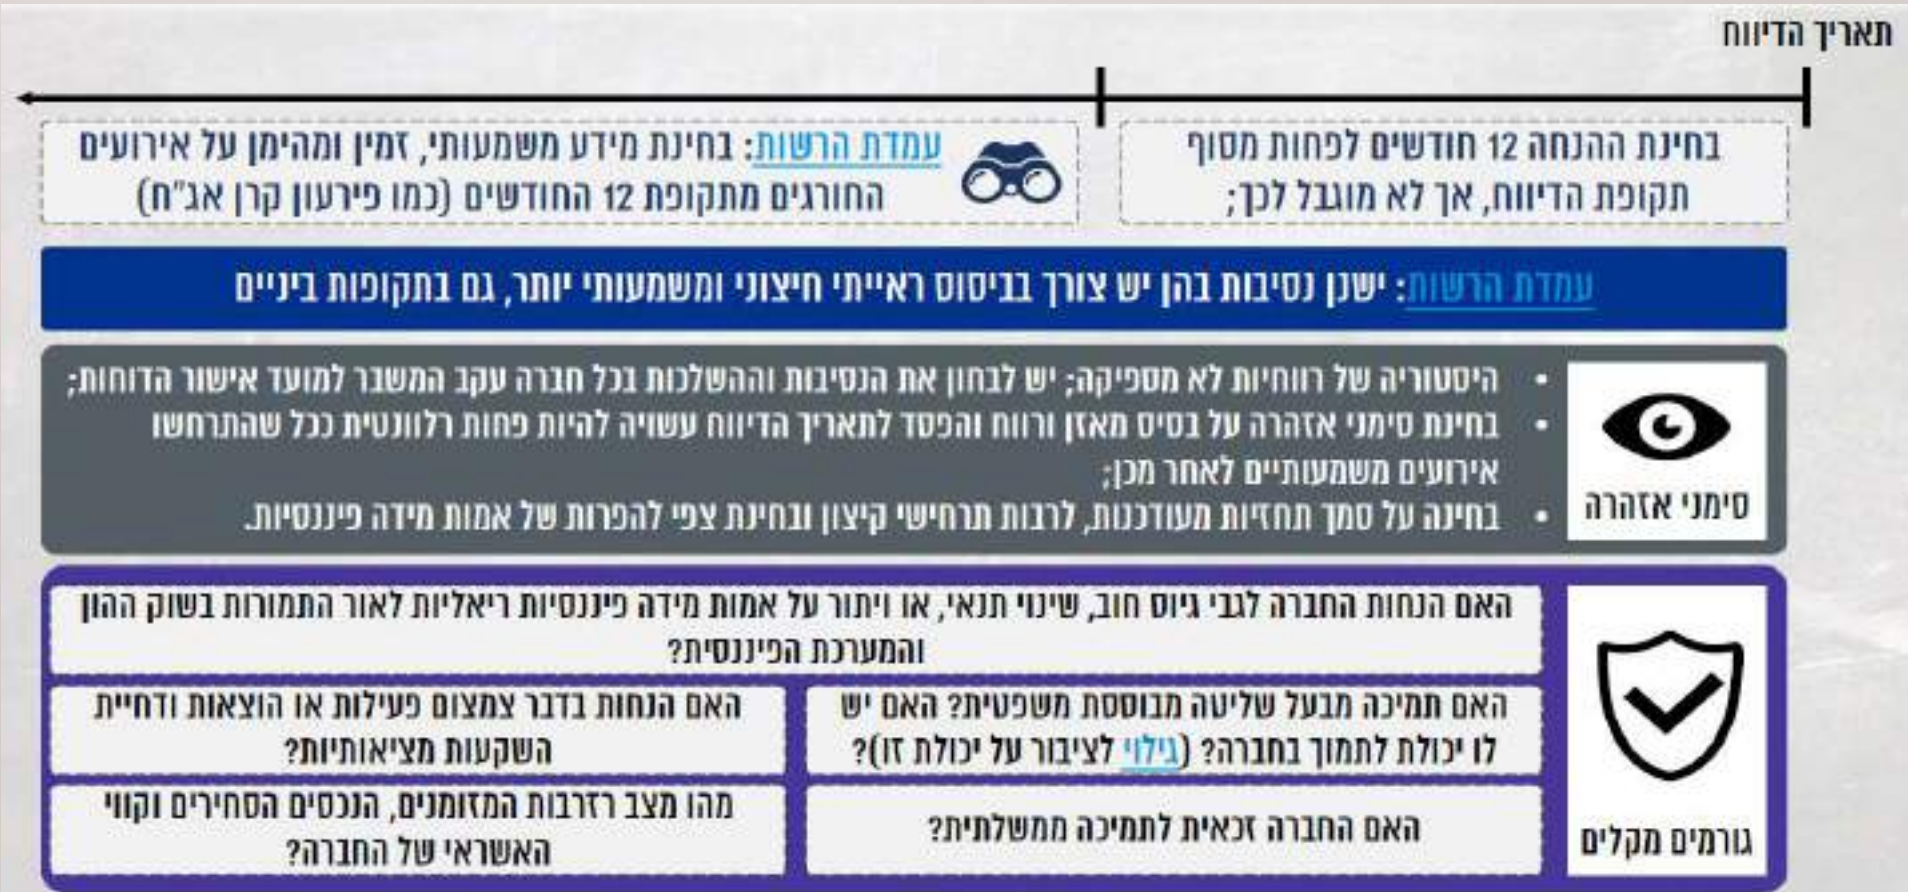 תאריך הדיווח
בחינת ההנחה 12 חודשים לפחות מסוף
תקופת הדיווח, אך לא מוגבל לכך;
עמדת הרשות: בחינת מידע משמעותי, זמין ומהימן על אירועים
החורגים מתקופת 12 החודשים (כמו פירעון קרן אג"ח)
עמדת הרשות: ישנן נסיבות בהן יש צורך בביסוס ראייתי חיצוני ומשמעותי יותר, גם בתקופות ביניים
סימני אזהרה
• היסטוריה של רווחיות לא מספיקה; יש לבחון את הנסיבות וההשלכות בכל חברה עקב המשבר למועד אישור הדוחות;
• בחינת סימני אזהרה על בסיס מאזן ורווח והפסד לתאריך הדיווח עשויה להיות פחות רלוונטית ככל שהתרחשו
אירועים משמעותיים לאחר מכן;
• בחינה על סמך תחזיות מעודכנות, לרבות תרחישי קיצון ובחינת צפי להפרות של אמות מידה פיננסיות.
גורמים מקלים
האם הנחות החברה לגבי גיוס חוב, שינוי תנאי, או ויתור על אמות מידה פיננסיות ריאליות לאור התמורות בשוק ההון
והמערכת הפיננסית?
האם תמיכה מבעל שליטה מבוססת משפטית? האם יש
לו יכולת לתמוך בחברה? (גילוי לציבור על יכולת זו)?
האם הנחות בדבר צמצום פעילות או הוצאות ודחיית
השקעות מציאותיות?
האם החברה זכאית לתמיכה ממשלתית?
מהו מצב רזרבות המזומנים, הנכסים הסחירים וקווי
האשראי של החברה?